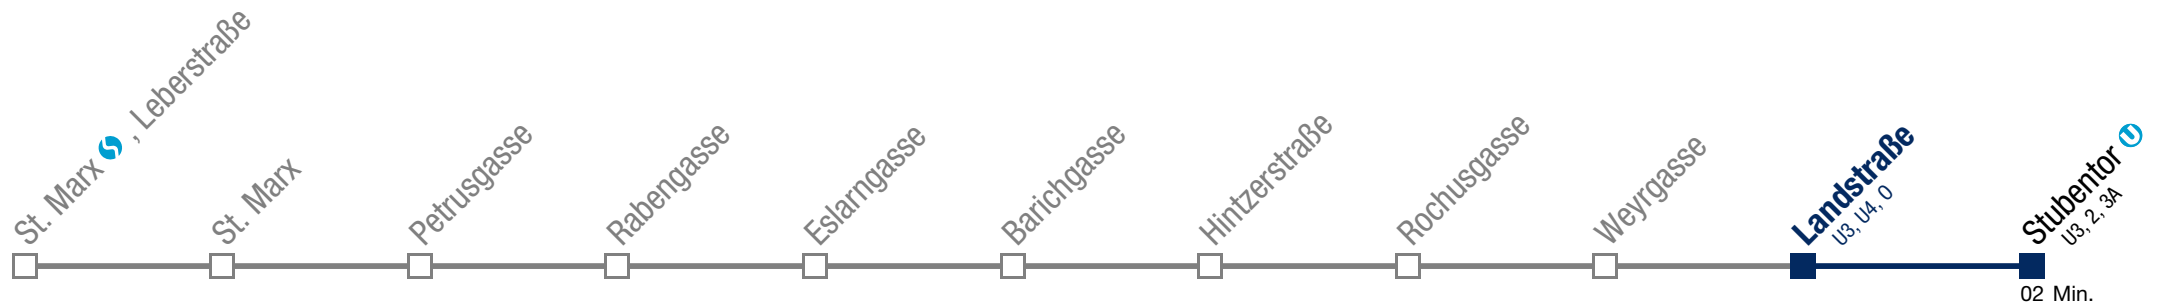 St. Marx S , Leberstraße
St. Marx
Petrusgasse
Rabengasse
Eslarngasse
Barichgasse
Hintzerstraße
Rochusgasse
Weyrgasse
Landstraße
U3, U4, O
Stubentor U
U3, 2, 3A
02 Min.